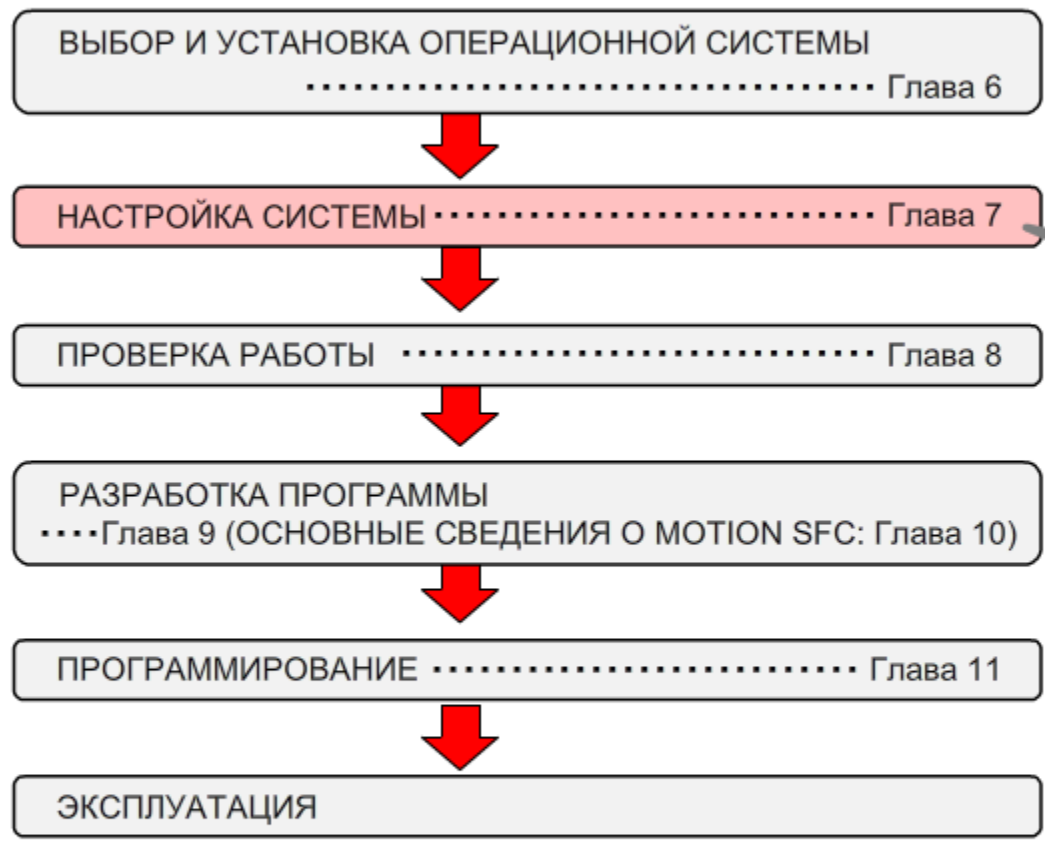 ВЫБОР И УСТАНОВКА ОПЕРАЦИОННОЙ СИСТЕМЫ
···································· Глава 6
НАСТРОЙКА СИСТЕМЫ···························· Глава 7
ПРОВЕРКА РАБОТЫ ······························ Глава 8
РАЗРАБОТКА ПРОГРАММЫ
····Глава 9 (ОСНОВНЫЕ СВЕДЕНИЯ О MOTION SFC: Глава 10)
ПРОГРАММИРОВАНИЕ ··························· Глава 11
ЭКСПЛУАТАЦИЯ